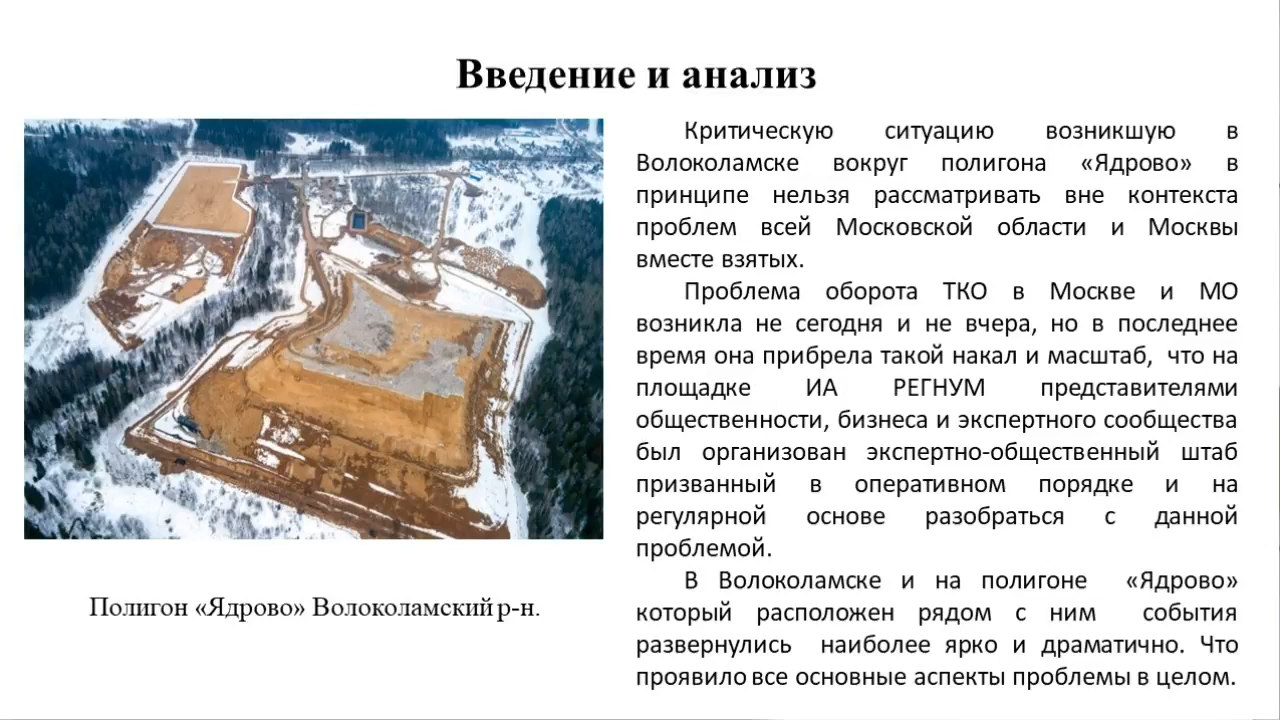 Введение и анализ
Критическую ситуацию возникшую в
Волоколамске вокруг полигона «Ядрово» в
принципе нельзя рассматривать вне контекста
проблем всей Московской области и Москвы
вместе взятых.
Проблема оборота ТКО в Москве и МО
возникла не сегодня и не вчера, но в последнее
время она прибрела такой накал и масштаб, что на
площадке ИА РЕГНУМ представителями
общественности, бизнеса и экспертного сообщества
был организован экспертно-общественный штаб
призванный в оперативном порядке и на
регулярной основе разобраться с данной
проблемой.
В Волоколамске и на полигоне «Ядрово»
который расположен рядом с ним события
развернулись наиболее ярко и драматично. Что
проявило все основные аспекты проблемы в целом.
Полигон «Ядрово» Волоколамский р-н.